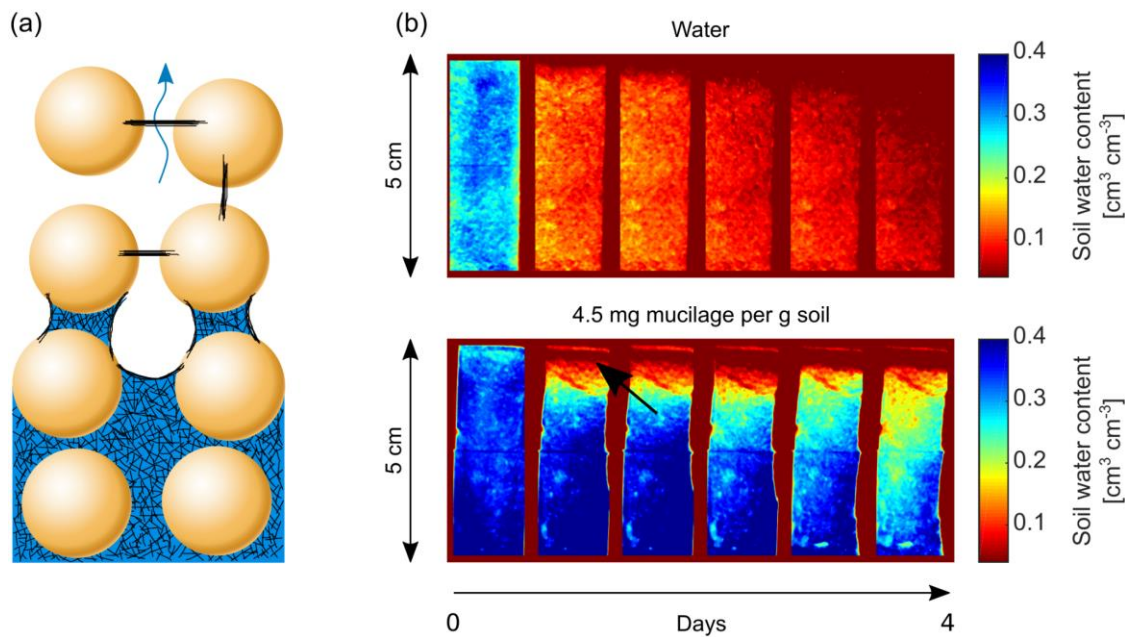 (a)
(b)
Water
5 cm
0.4
0.3
0.2
0.1
Soil water content
[cm³ cm⁻³]
4.5 mg mucilage per g soil
5 cm
0.4
0.3
0.2
0.1
Soil water content
[cm³ cm⁻³]
0 Days 4